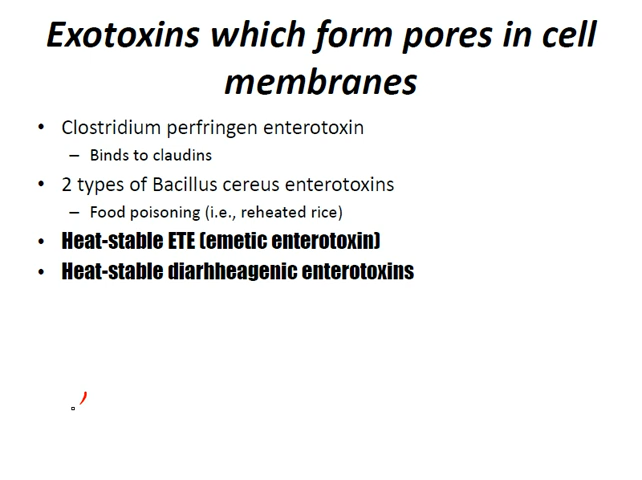 Exotoxins which form pores in cell
membranes
• Clostridium perfringen enterotoxin
– Binds to claudins
• 2 types of Bacillus cereus enterotoxins
– Food poisoning (i.e., reheated rice)
• Heat-stable ETE (emetic enterotoxin)
• Heat-stable diarhheagenic enterotoxins